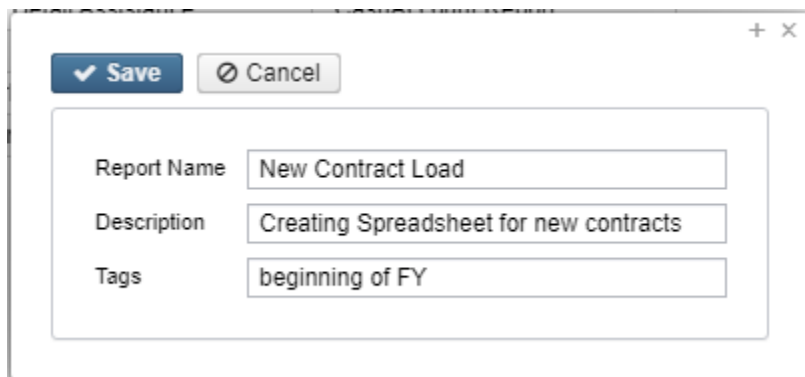 Save Cancel
Report Name New Contract Load
Description Creating Spreadsheet for new contracts
Tags beginning of FY